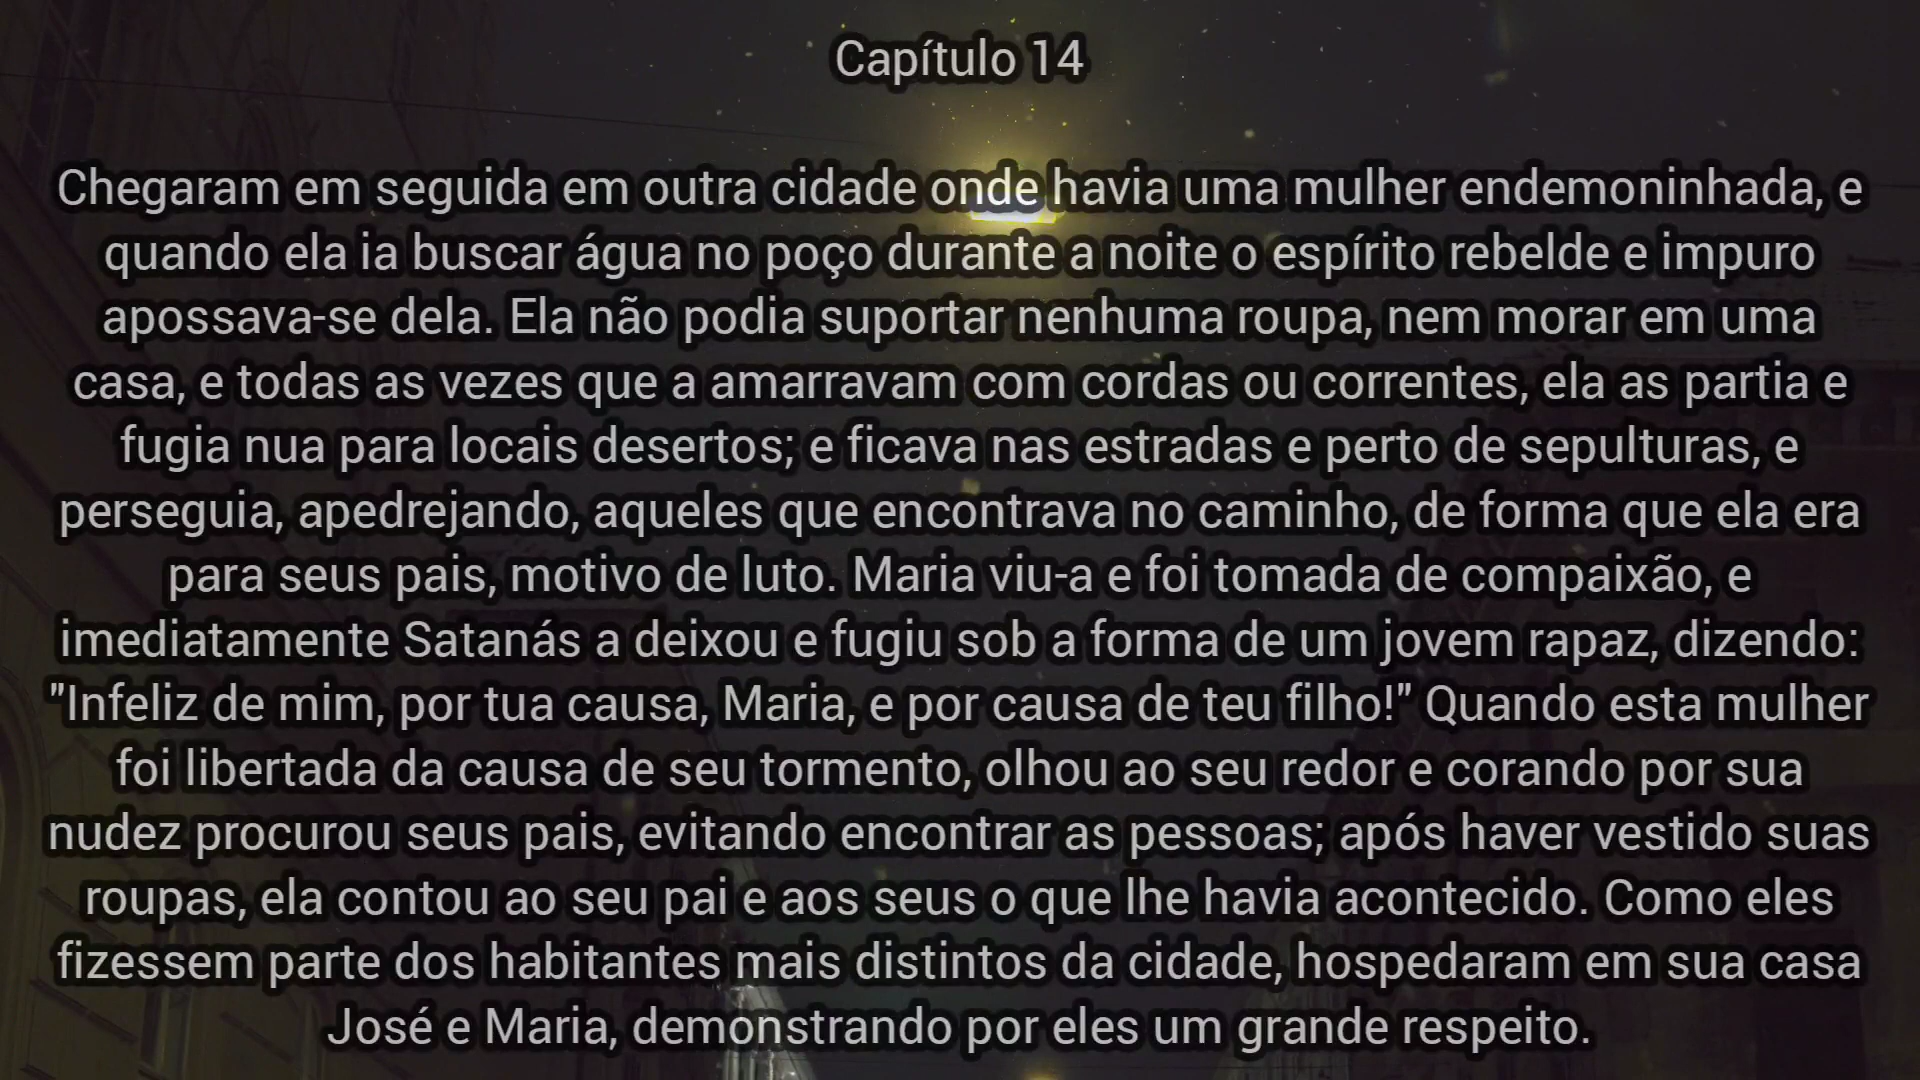 Capítulo 14
Chegaram em seguida em outra cidade onde havia uma mulher endemoninhada, e
quando ela ia buscar água no poço durante a noite o espírito rebelde e impuro
apossava-se dela. Ela não podia suportar nenhuma roupa, nem morar em uma
casa, e todas as vezes que a amarravam com cordas ou correntes, ela as partia e
fugia nua para locais desertos; e ficava nas estradas e perto de sepulturas, e
perseguia, apedrejando, aqueles que encontrava no caminho, de forma que ela era
para seus pais, motivo de luto. Maria viu-a e foi tomada de compaixão, e
imediatamente Satanás a deixou e fugiu sob a forma de um jovem rapaz, dizendo:
"Infeliz de mim, por tua causa, Maria, e por causa de teu filho!" Quando esta mulher
foi libertada da causa de seu tormento, olhou ao seu redor e corando por sua
nudez procurou seus pais, evitando encontrar as pessoas; após haver vestido suas
roupas, ela contou ao seu pai e aos seus o que lhe havia acontecido. Como eles
fizessem parte dos habitantes mais distintos da cidade, hospedaram em sua casa
José e Maria, demonstrando por eles um grande respeito.